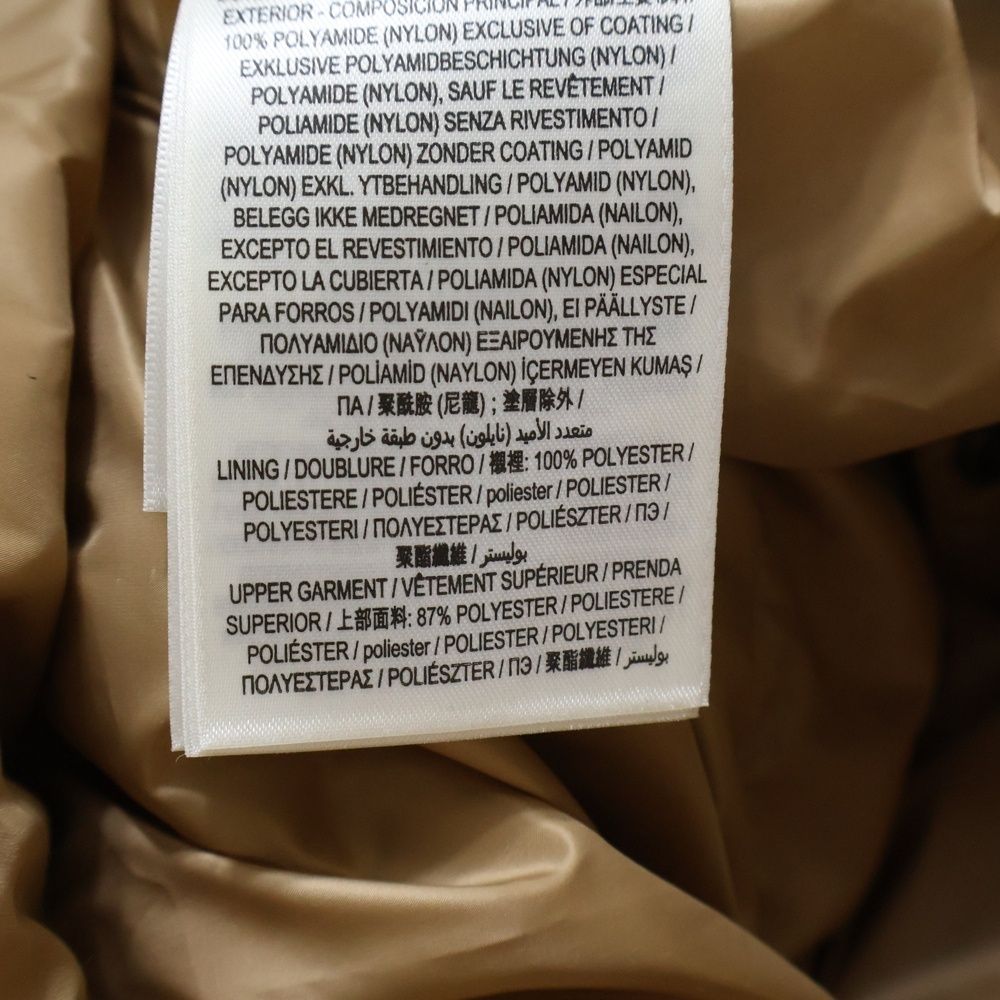 EXTERIOR - COMPOSICIÓN PRINCIPAL /
100% POLYAMIDE (NYLON) EXCLUSIVE OF COATING /
EXKLUSIVE POLYAMIDBESCHICHTUNG (NYLON) /
POLYAMIDE (NYLON), SAUF LE REVÊTEMENT /
POLIAMIDE (NYLON) SENZA RIVESTIMENTO /
POLYAMIDE (NYLON) ZONDER COATING / POLYAMID
(NYLON) EXKL. YTBEHANDLING / POLYAMID (NYLON),
BELEGG IKKE MEDREGNET / POLIAMIDA (NAILON),
EXCEPTO EL REVESTIMIENTO / POLIAMIDA (NAILON),
EXCEPTO LA CUBIERTA / POLIAMIDA (NYLON) ESPECIAL
PARA FORROS / POLYAMIDI (NAILON), EI PÄÄLLYSTE /
ΠΟΛΥΑΜΙΔΙΟ (ΝΑΫ́ΛΟΝ) ΕΞΑΙΡΟΥΜΕΝΗΣ ΤΗΣ
ΕΠΕΝΔΥΣΗΣ / POLİAMİD (NAYLON) İÇERMEYEN KUMAŞ /
ПА / 聚酰胺 (尼龍) ; 塗層除外 /
متعدد الأميد (نايلون) بدون طبقة خارجية
LINING / DOUBLURE / FORRO / 襯裡: 100% POLYESTER /
POLIESTERE / POLIÉSTER / poliester / POLIESTER /
POLYESTERI / ΠΟΛΥΕΣΤΕΡΑΣ / POLIÉSZTER / ПЭ /
聚酯纖維 / بوليستر
UPPER GARMENT / VÊTEMENT SUPÉRIEUR / PRENDA
SUPERIOR / 上部面料: 87% POLYESTER / POLIESTERE /
POLIÉSTER / poliester / POLIESTER / POLYESTERI /
ΠΟΛΥΕΣΤΕΡΑΣ / POLIÉSZTER / ПЭ / 聚酯纖維 / بوليستر